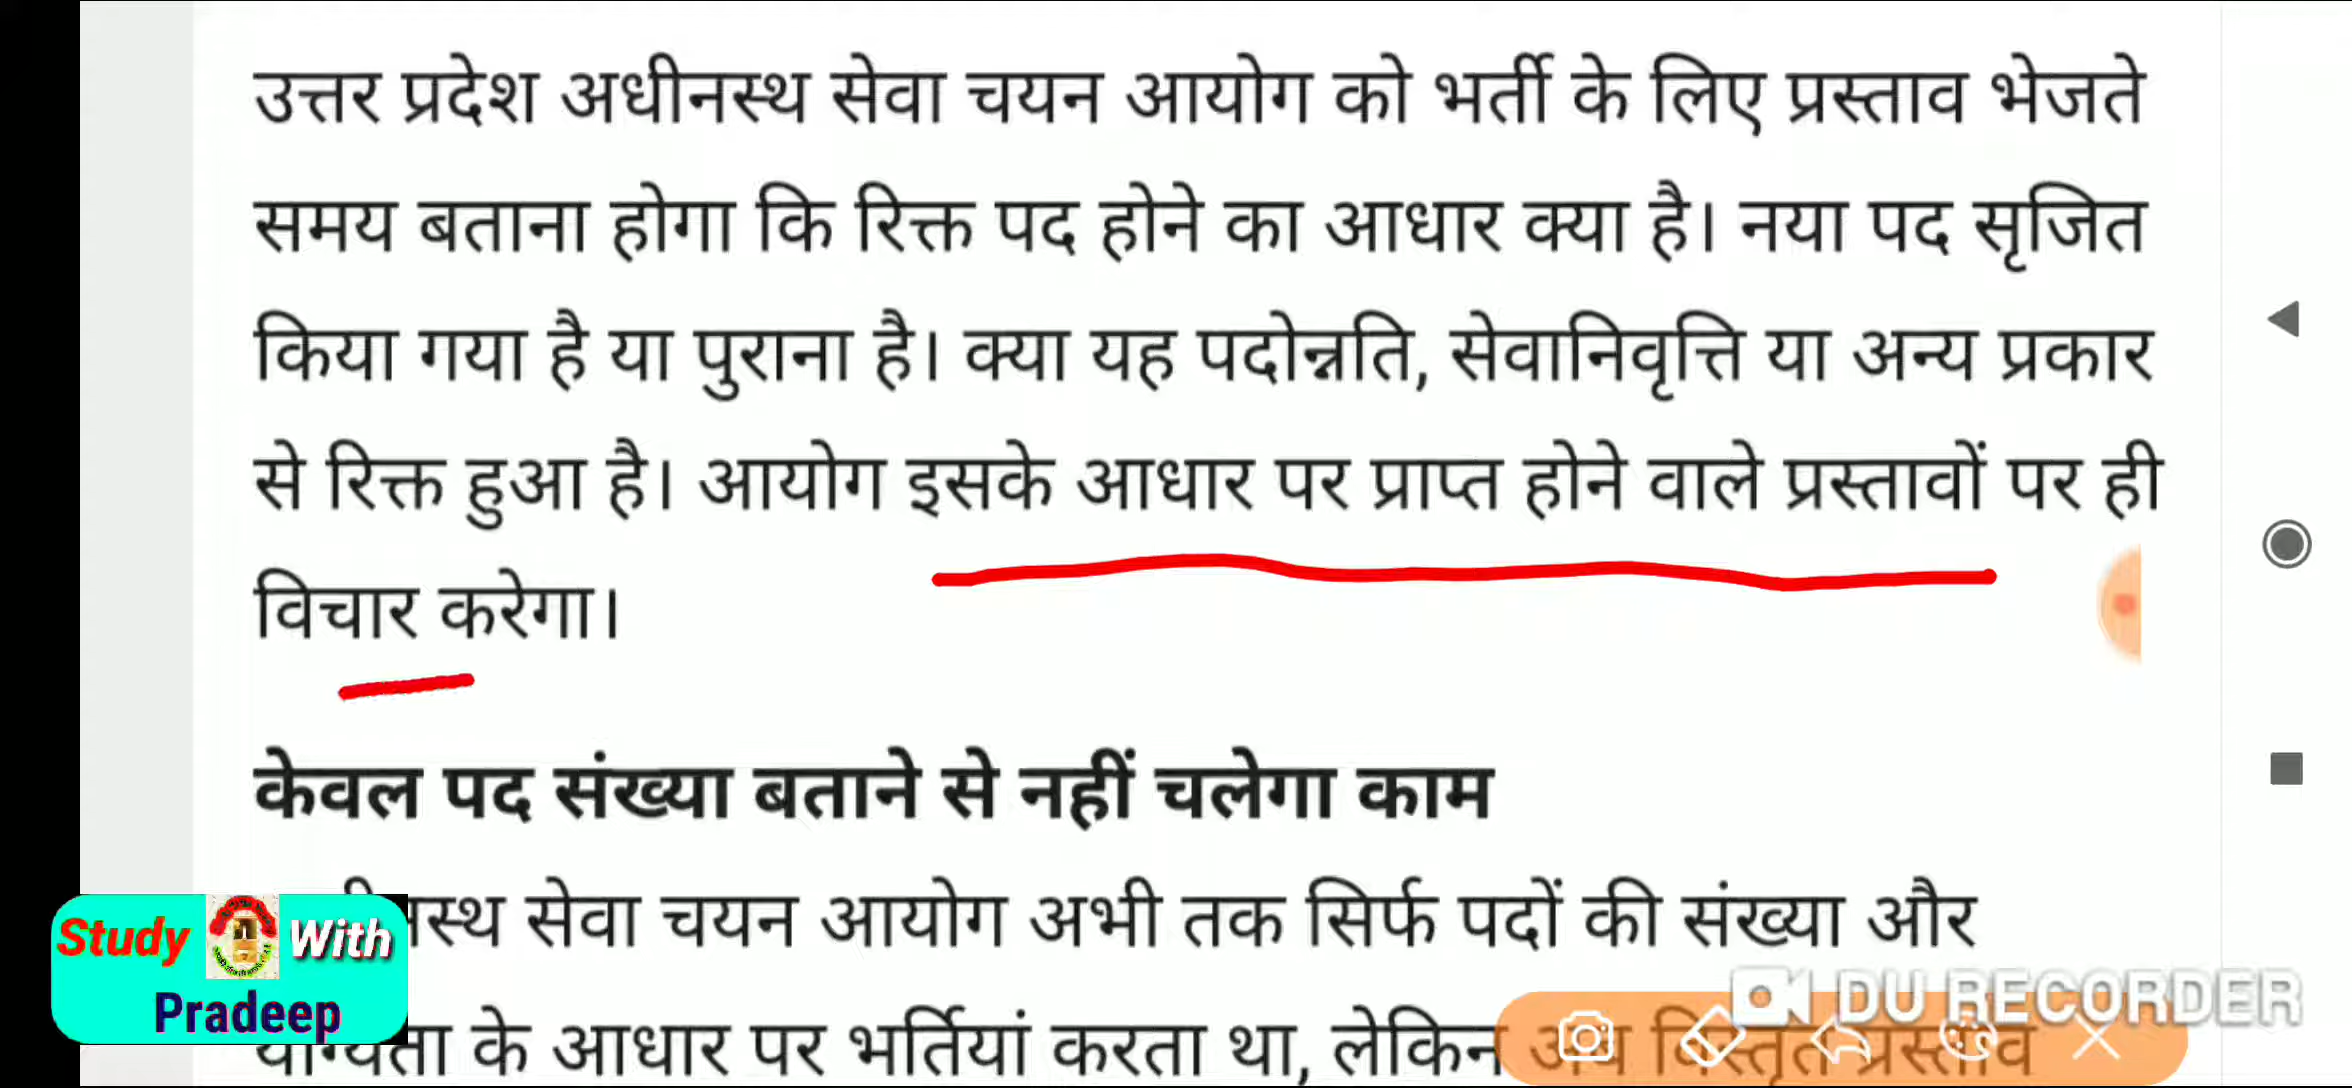 उत्तर प्रदेश अधीनस्थ सेवा चयन आयोग को भर्ती के लिए प्रस्ताव भेजते
समय बताना होगा कि रिक्त पद होने का आधार क्या है। नया पद सृजित
किया गया है या पुराना है। क्या यह पदोन्नति, सेवानिवृत्ति या अन्य प्रकार
से रिक्त हुआ है। आयोग इसके आधार पर प्राप्त होने वाले प्रस्तावों पर ही
विचार करेगा।
केवल पद संख्या बताने से नहीं चलेगा काम
सेवा चयन आयोग अभी तक सिर्फ पदों की संख्या और
के आधार पर भर्तियां करता था, लेकिन अब विस्तृत प्रस्ताव
Study With
Pradeep
DU RECORDER